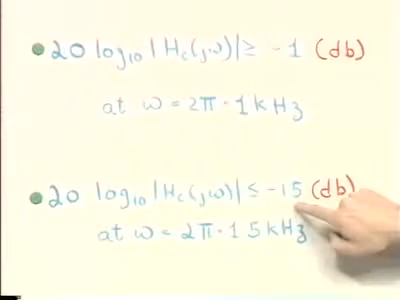 • 20 log₁₀ |Hc(jω)| ≥ -1 (db)
at ω = 2π · 1 kHz
• 20 log₁₀ |Hc(jω)| ≤ -15 (db)
at ω = 2π · 1.5 kHz